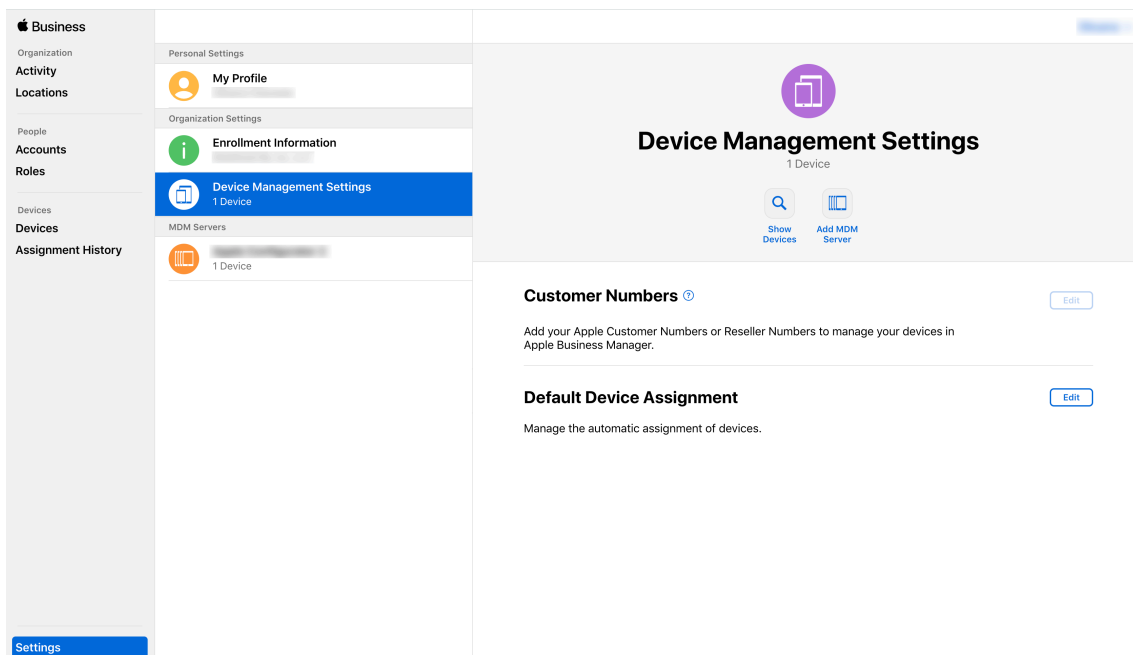 Business
Organization
Activity
Locations
People
Accounts
Roles
Devices
Devices
Assignment History
Settings
Personal Settings
My Profile
Organization Settings
Enrollment Information
Device Management Settings
1 Device
MDM Servers
1 Device
Device Management Settings
1 Device
Show
Devices
Add MDM
Server
Customer Numbers ?
Edit
Add your Apple Customer Numbers or Reseller Numbers to manage your devices in
Apple Business Manager.
Default Device Assignment
Edit
Manage the automatic assignment of devices.